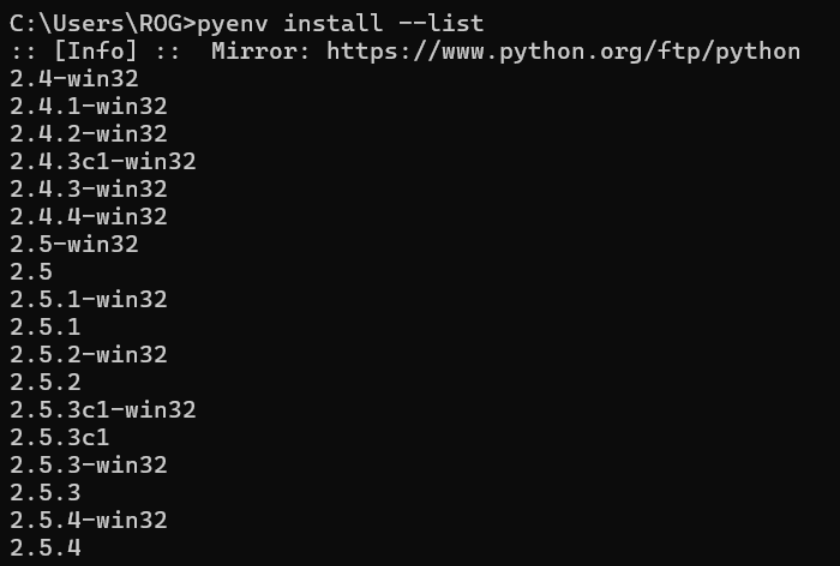 C:\Users\ROG>pyenv install --list
:: [Info] ::  Mirror: https://www.python.org/ftp/python
2.4-win32
2.4.1-win32
2.4.2-win32
2.4.3c1-win32
2.4.3-win32
2.4.4-win32
2.5-win32
2.5
2.5.1-win32
2.5.1
2.5.2-win32
2.5.2
2.5.3c1-win32
2.5.3c1
2.5.3-win32
2.5.3
2.5.4-win32
2.5.4